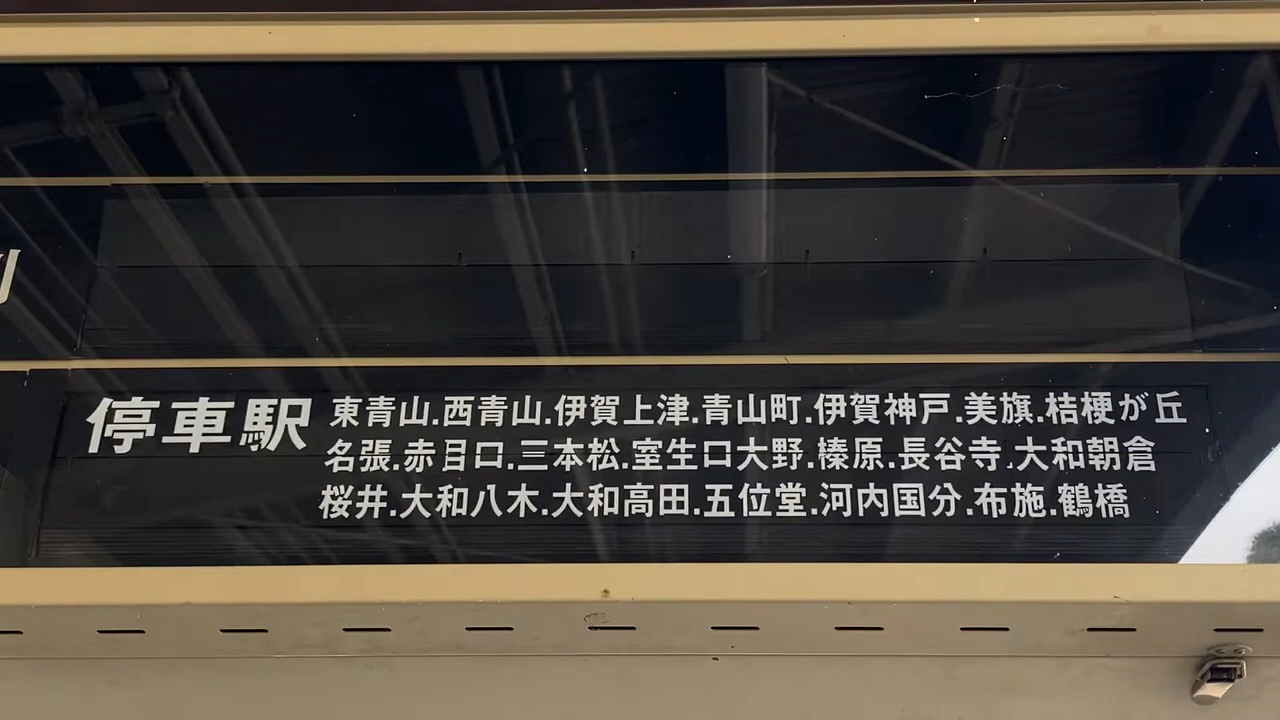 停車駅 東青山.西青山.伊賀上津.青山町.伊賀神戸.美旗.桔梗が丘
名張.赤目口.三本松.室生口大野.榛原.長谷寺.大和朝倉
桜井.大和八木.大和高田.五位堂.河内国分.布施.鶴橋